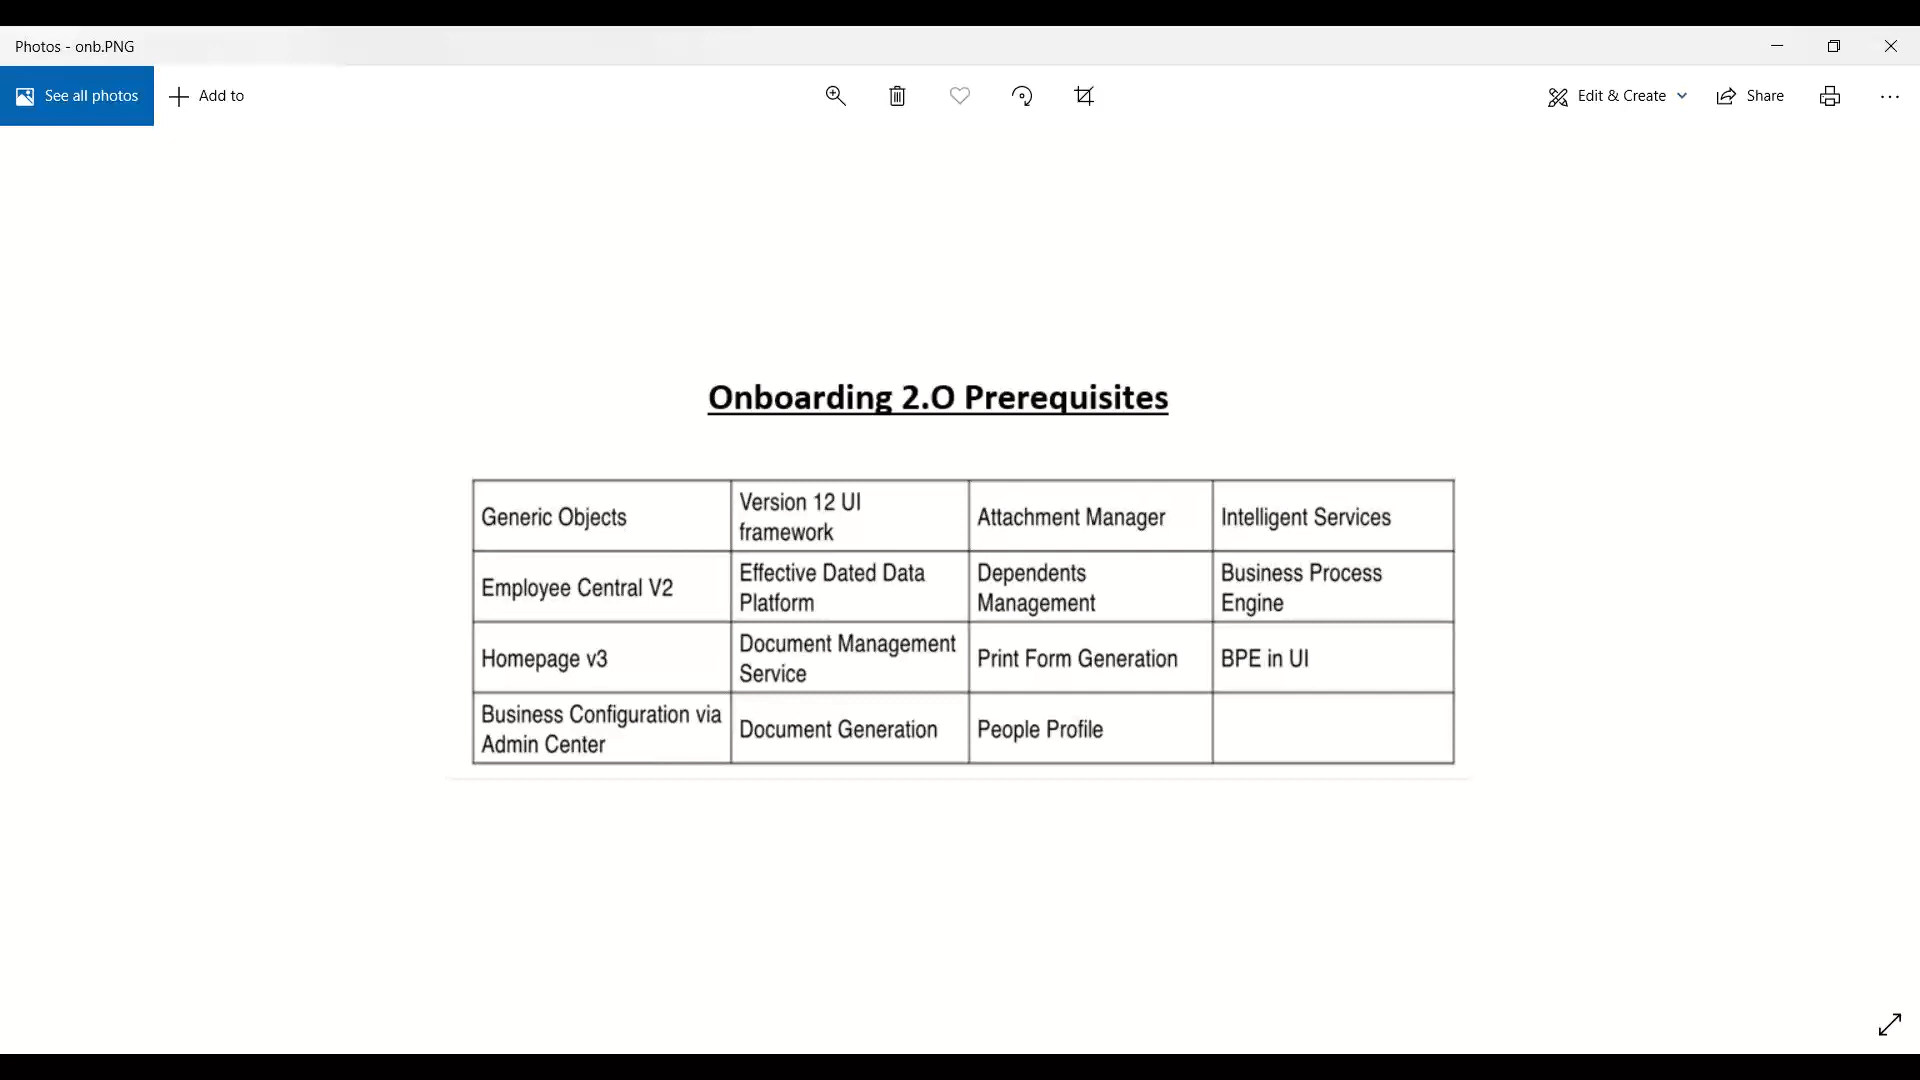 Photos - onb.PNG
See all photos
Add to
Edit & Create
Share
Onboarding 2.O Prerequisites
Generic Objects
Version 12 UI
framework
Attachment Manager
Intelligent Services
Employee Central V2
Effective Dated Data
Platform
Dependents
Management
Business Process
Engine
Homepage v3
Document Management
Service
Print Form Generation
BPE in UI
Business Configuration via
Admin Center
Document Generation
People Profile